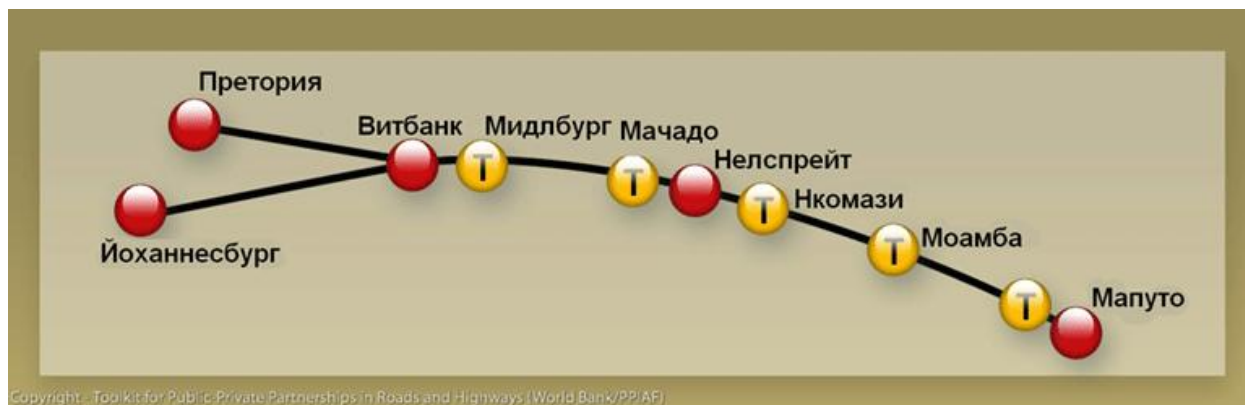 Претория
Витбанк
Мидлбург
Мачадо
Нелспрейт
Нкомази
Йоханнесбург
Моамба
Мапуто
T
T
T
T
T
Copyright - Toolkit for Public-Private Partnerships in Roads and Highways (World Bank/PPIAF)